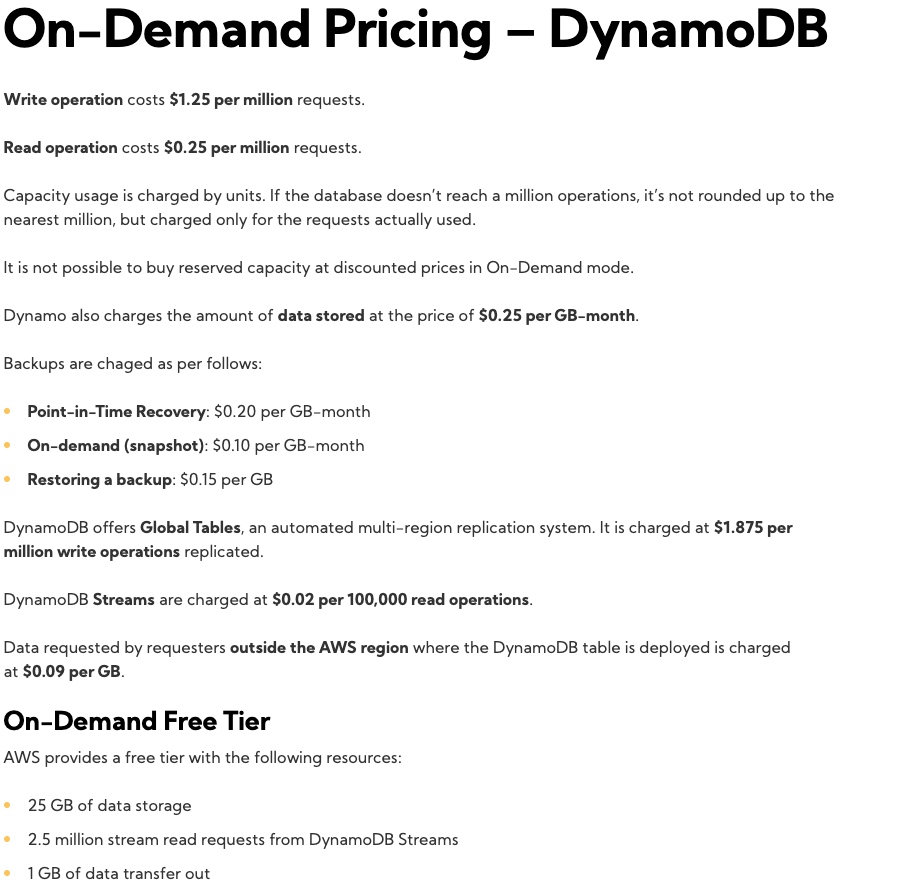 On-Demand Pricing – DynamoDB
Write operation costs $1.25 per million requests.
Read operation costs $0.25 per million requests.
Capacity usage is charged by units. If the database doesn’t reach a million operations, it’s not rounded up to the
nearest million, but charged only for the requests actually used.
It is not possible to buy reserved capacity at discounted prices in On-Demand mode.
Dynamo also charges the amount of data stored at the price of $0.25 per GB-month.
Backups are chaged as per follows:
• Point-in-Time Recovery: $0.20 per GB-month
• On-demand (snapshot): $0.10 per GB-month
• Restoring a backup: $0.15 per GB
DynamoDB offers Global Tables, an automated multi-region replication system. It is charged at $1.875 per
million write operations replicated.
DynamoDB Streams are charged at $0.02 per 100,000 read operations.
Data requested by requesters outside the AWS region where the DynamoDB table is deployed is charged
at $0.09 per GB.
On-Demand Free Tier
AWS provides a free tier with the following resources:
• 25 GB of data storage
• 2.5 million stream read requests from DynamoDB Streams
• 1 GB of data transfer out